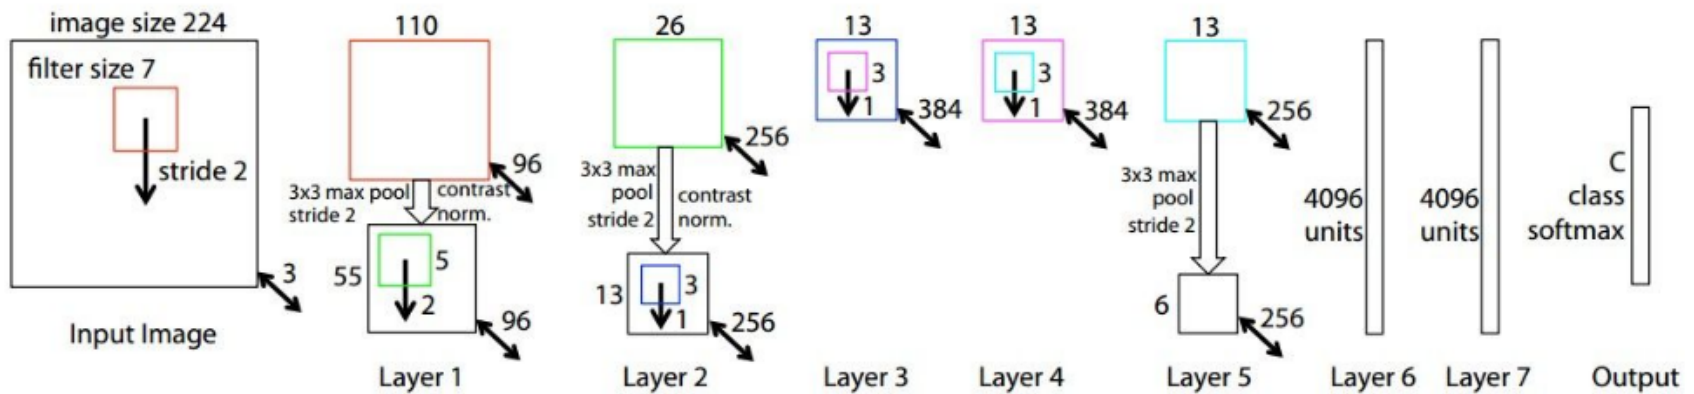 image size 224
filter size 7
stride 2
3
Input Image
110
96
3x3 max pool
stride 2
contrast
norm.
55
5
2
96
Layer 1
26
256
3x3 max
pool
stride 2
contrast
norm.
13
3
1
256
Layer 2
13
3
1
384
Layer 3
13
3
1
384
Layer 4
13
256
3x3 max
pool
stride 2
6
256
Layer 5
4096
units
Layer 6
4096
units
Layer 7
C
class
softmax
Output